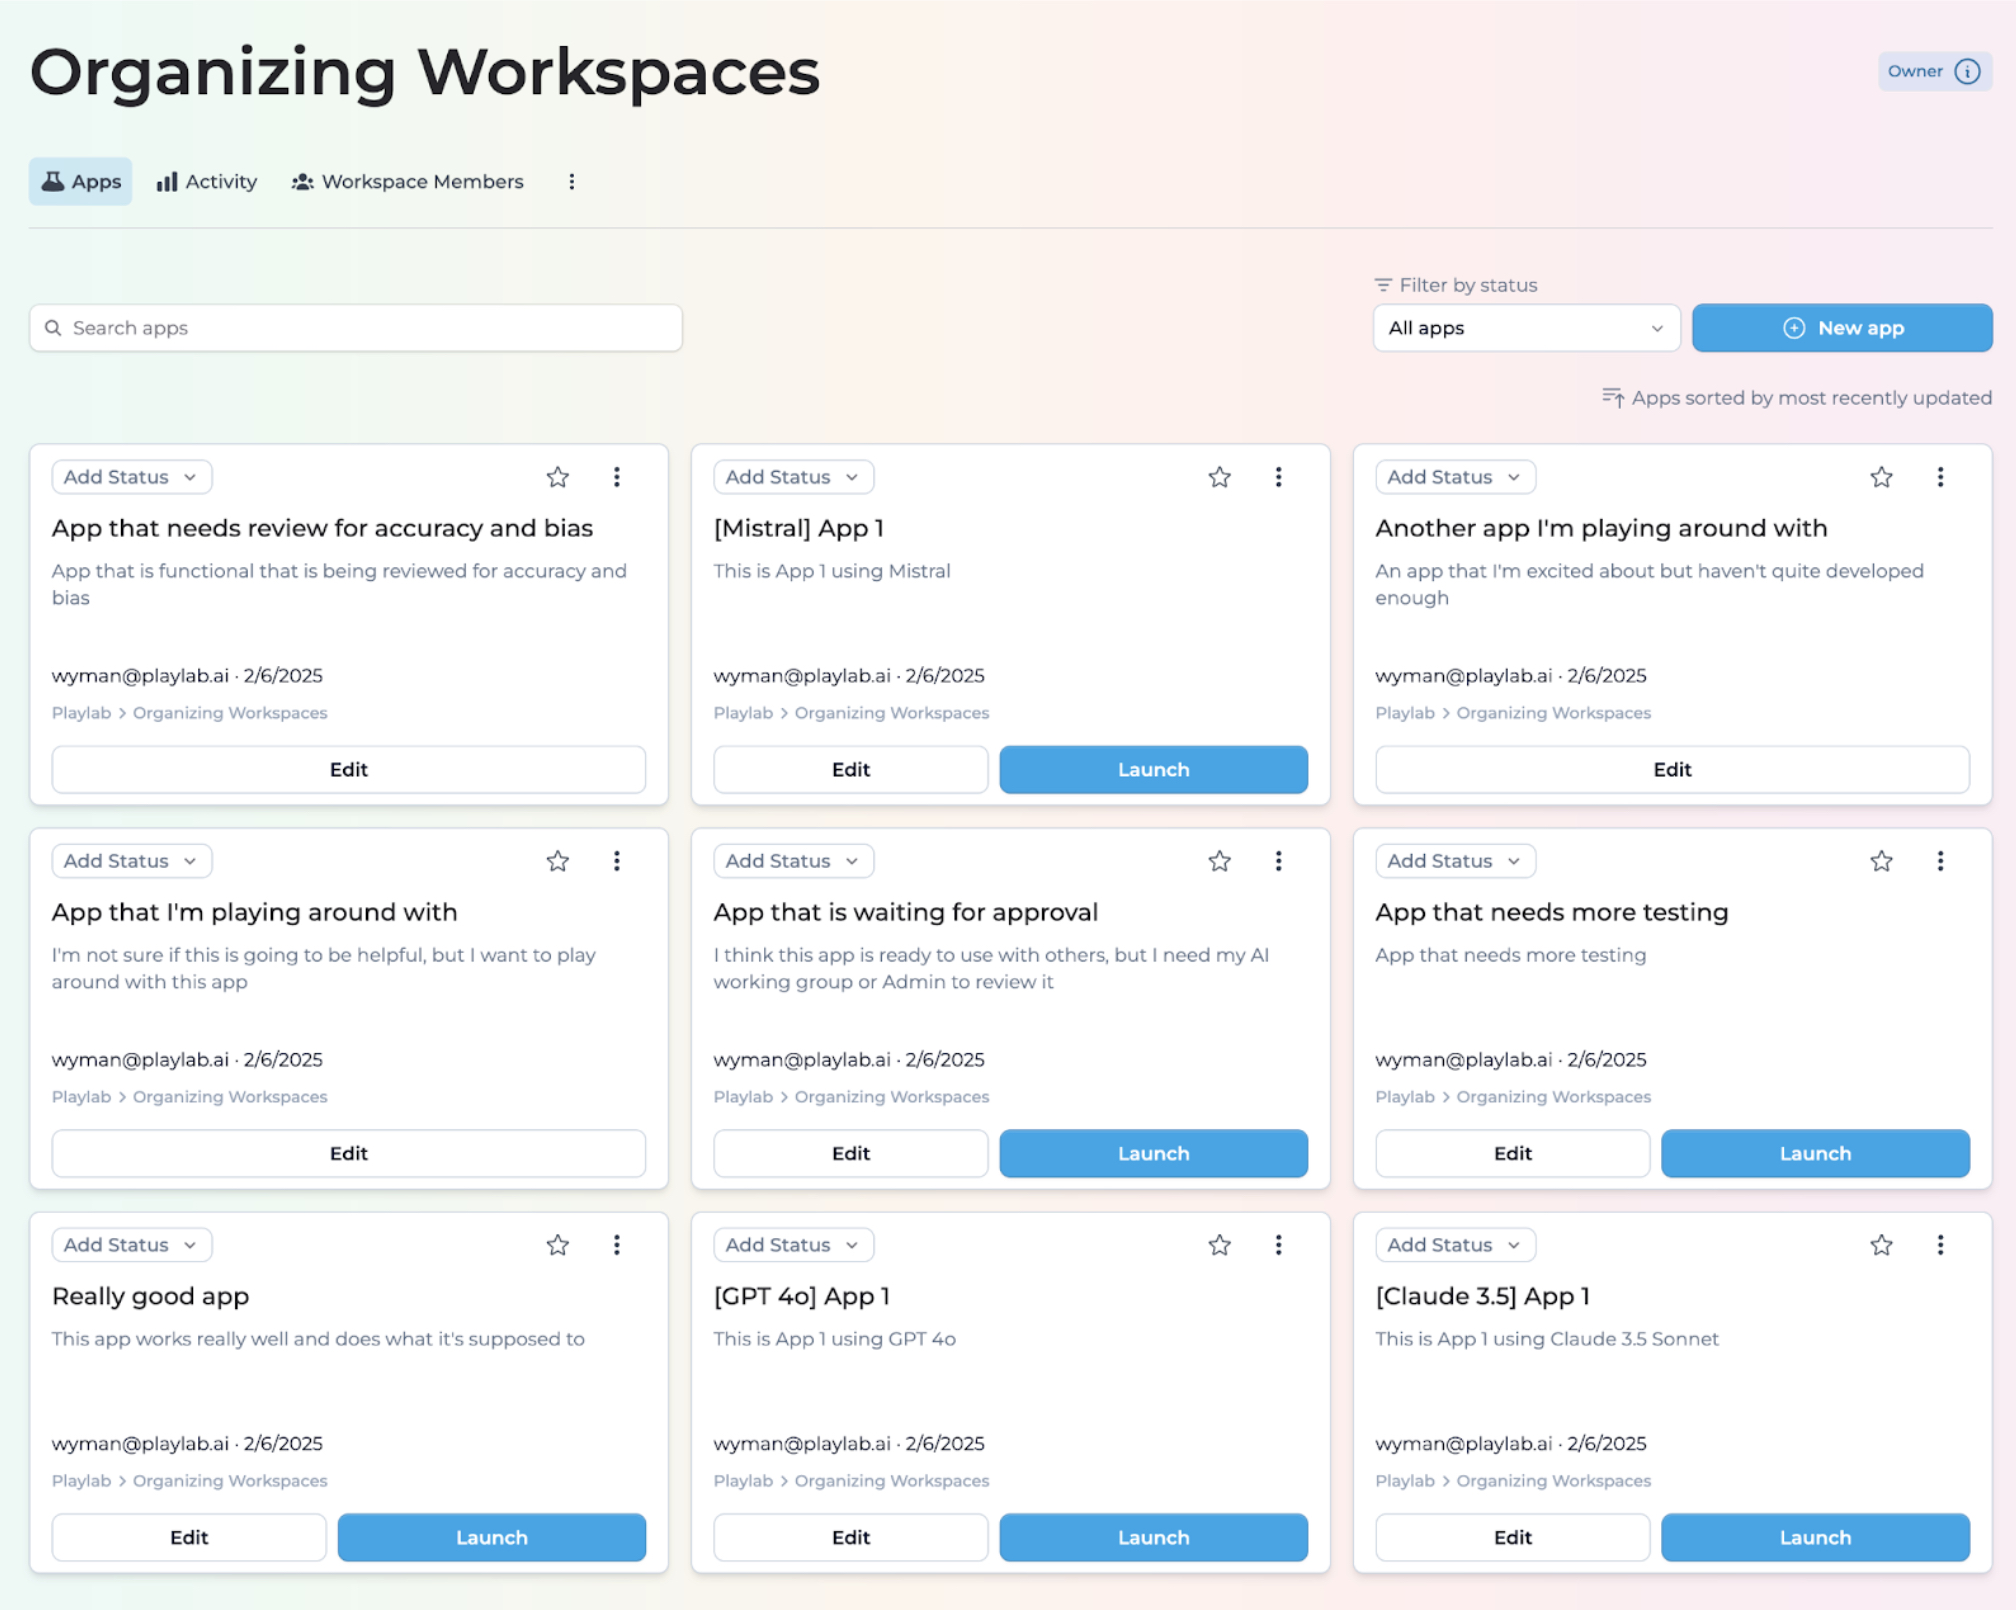 Organizing Workspaces
Owner
Apps
Activity
Workspace Members
Filter by status
Search apps
All apps
New app
Apps sorted by most recently updated
Add Status
App that needs review for accuracy and bias
App that is functional that is being reviewed for accuracy and
bias
wyman@playlab.ai · 2/6/2025
Playlab > Organizing Workspaces
Edit
Add Status
[Mistral] App 1
This is App 1 using Mistral
wyman@playlab.ai · 2/6/2025
Playlab > Organizing Workspaces
Edit
Launch
Add Status
Another app I'm playing around with
An app that I'm excited about but haven't quite developed
enough
wyman@playlab.ai · 2/6/2025
Playlab > Organizing Workspaces
Edit
Add Status
App that I'm playing around with
I'm not sure if this is going to be helpful, but I want to play
around with this app
wyman@playlab.ai · 2/6/2025
Playlab > Organizing Workspaces
Edit
Add Status
App that is waiting for approval
I think this app is ready to use with others, but I need my AI
working group or Admin to review it
wyman@playlab.ai · 2/6/2025
Playlab > Organizing Workspaces
Edit
Launch
Add Status
App that needs more testing
App that needs more testing
wyman@playlab.ai · 2/6/2025
Playlab > Organizing Workspaces
Edit
Launch
Add Status
Really good app
This app works really well and does what it's supposed to
wyman@playlab.ai · 2/6/2025
Playlab > Organizing Workspaces
Edit
Launch
Add Status
[GPT 4o] App 1
This is App 1 using GPT 4o
wyman@playlab.ai · 2/6/2025
Playlab > Organizing Workspaces
Edit
Launch
Add Status
[Claude 3.5] App 1
This is App 1 using Claude 3.5 Sonnet
wyman@playlab.ai · 2/6/2025
Playlab > Organizing Workspaces
Edit
Launch